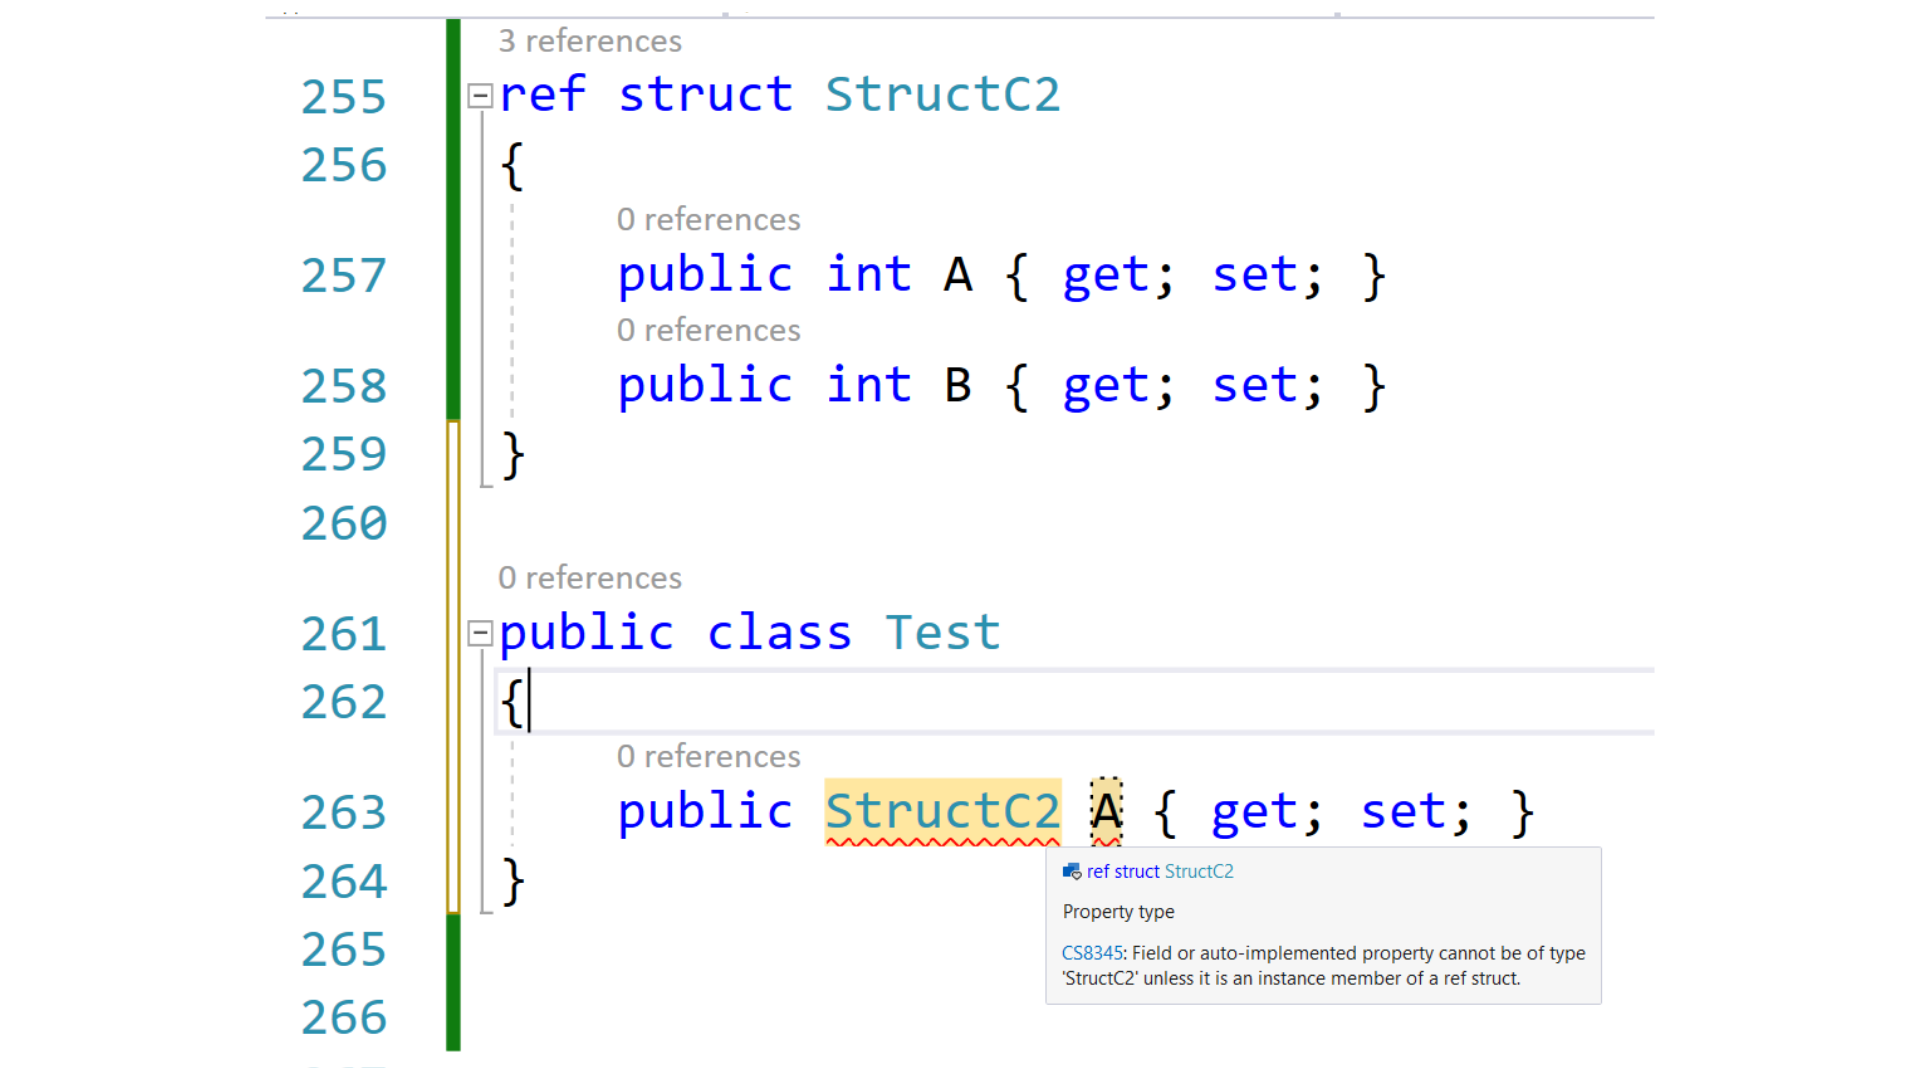 3 references
255 ref struct StructC2
256 {
0 references
257 public int A { get; set; }
0 references
258 public int B { get; set; }
259 }
260
0 references
261 public class Test
262 {
0 references
263 public StructC2 A { get; set; }
ref struct StructC2
264 }
Property type
265
CS8345: Field or auto-implemented property cannot be of type
'StructC2' unless it is an instance member of a ref struct.
266